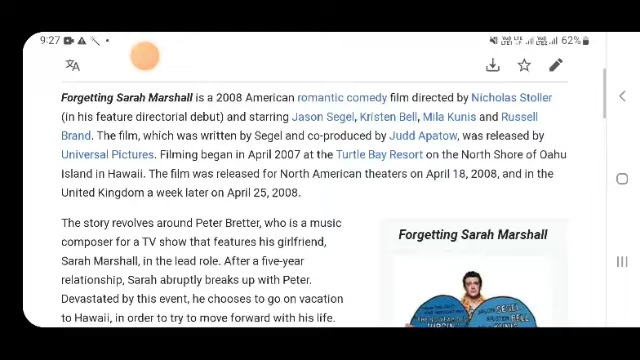 9:27
62%
Forgetting Sarah Marshall is a 2008 American romantic comedy film directed by Nicholas Stoller
(in his feature directorial debut) and starring Jason Segel, Kristen Bell, Mila Kunis and Russell
Brand. The film, which was written by Segel and co-produced by Judd Apatow, was released by
Universal Pictures. Filming began in April 2007 at the Turtle Bay Resort on the North Shore of Oahu
Island in Hawaii. The film was released for North American theaters on April 18, 2008, and in the
United Kingdom a week later on April 25, 2008.
The story revolves around Peter Bretter, who is a music
composer for a TV show that features his girlfriend,
Sarah Marshall, in the lead role. After a five-year
relationship, Sarah abruptly breaks up with Peter.
Devastated by this event, he chooses to go on vacation
to Hawaii, in order to try to move forward with his life.
Forgetting Sarah Marshall
JASON SEGEL
KRISTEN BELL